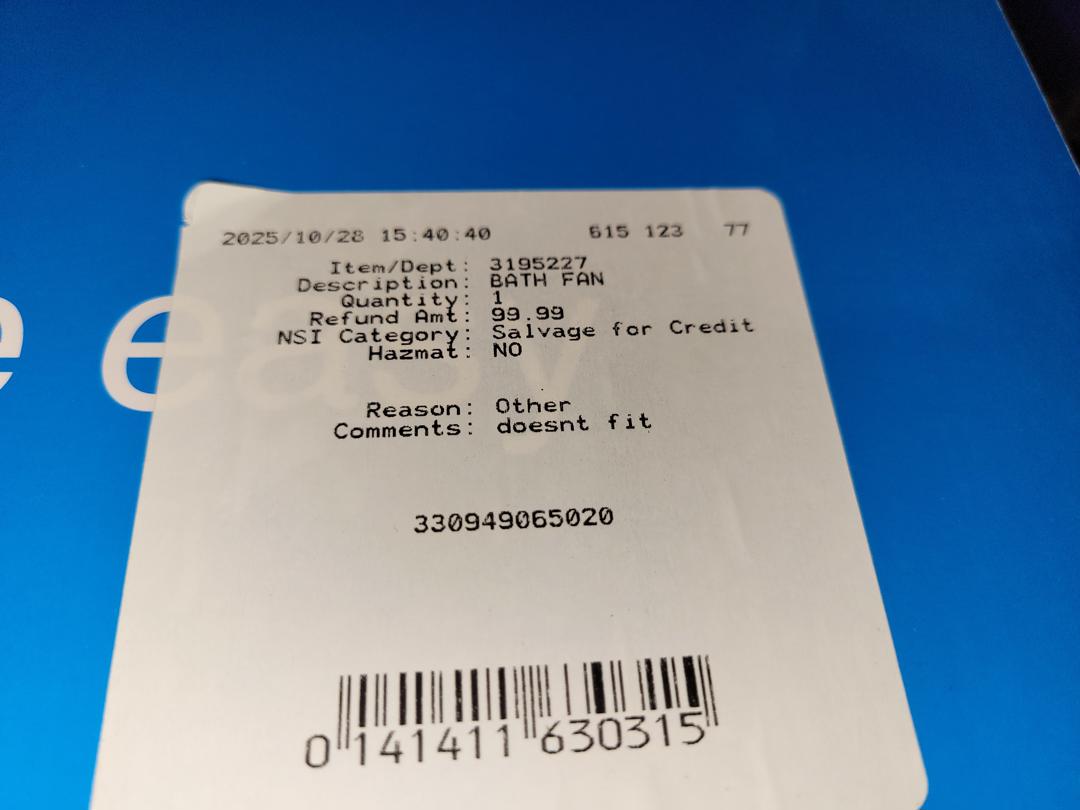 e easy
2025/10/28 15:40:40 615 123 77
Item/Dept: 3195227
Description: BATH FAN
Quantity: 1
Refund Amt: 99.99
NSI Category: Salvage for Credit
Hazmat: NO
Reason: Other
Comments: doesnt fit
330949065020
0 141411 630315